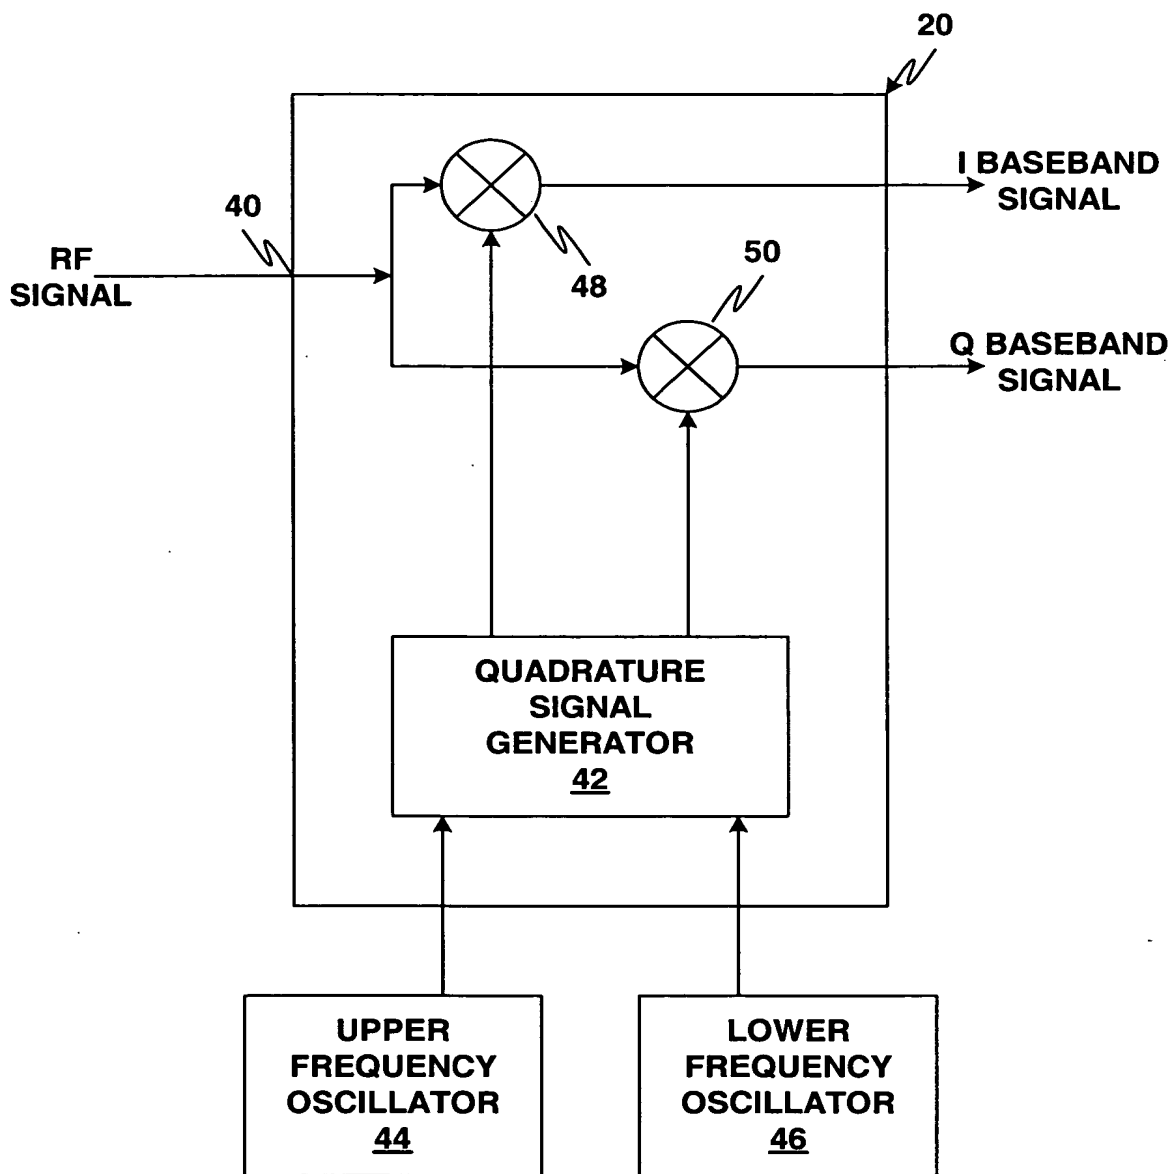 20
I BASEBAND
SIGNAL
40
RF
SIGNAL
48
50
Q BASEBAND
SIGNAL
QUADRATURE
SIGNAL
GENERATOR
42
UPPER
FREQUENCY
OSCILLATOR
44
LOWER
FREQUENCY
OSCILLATOR
46